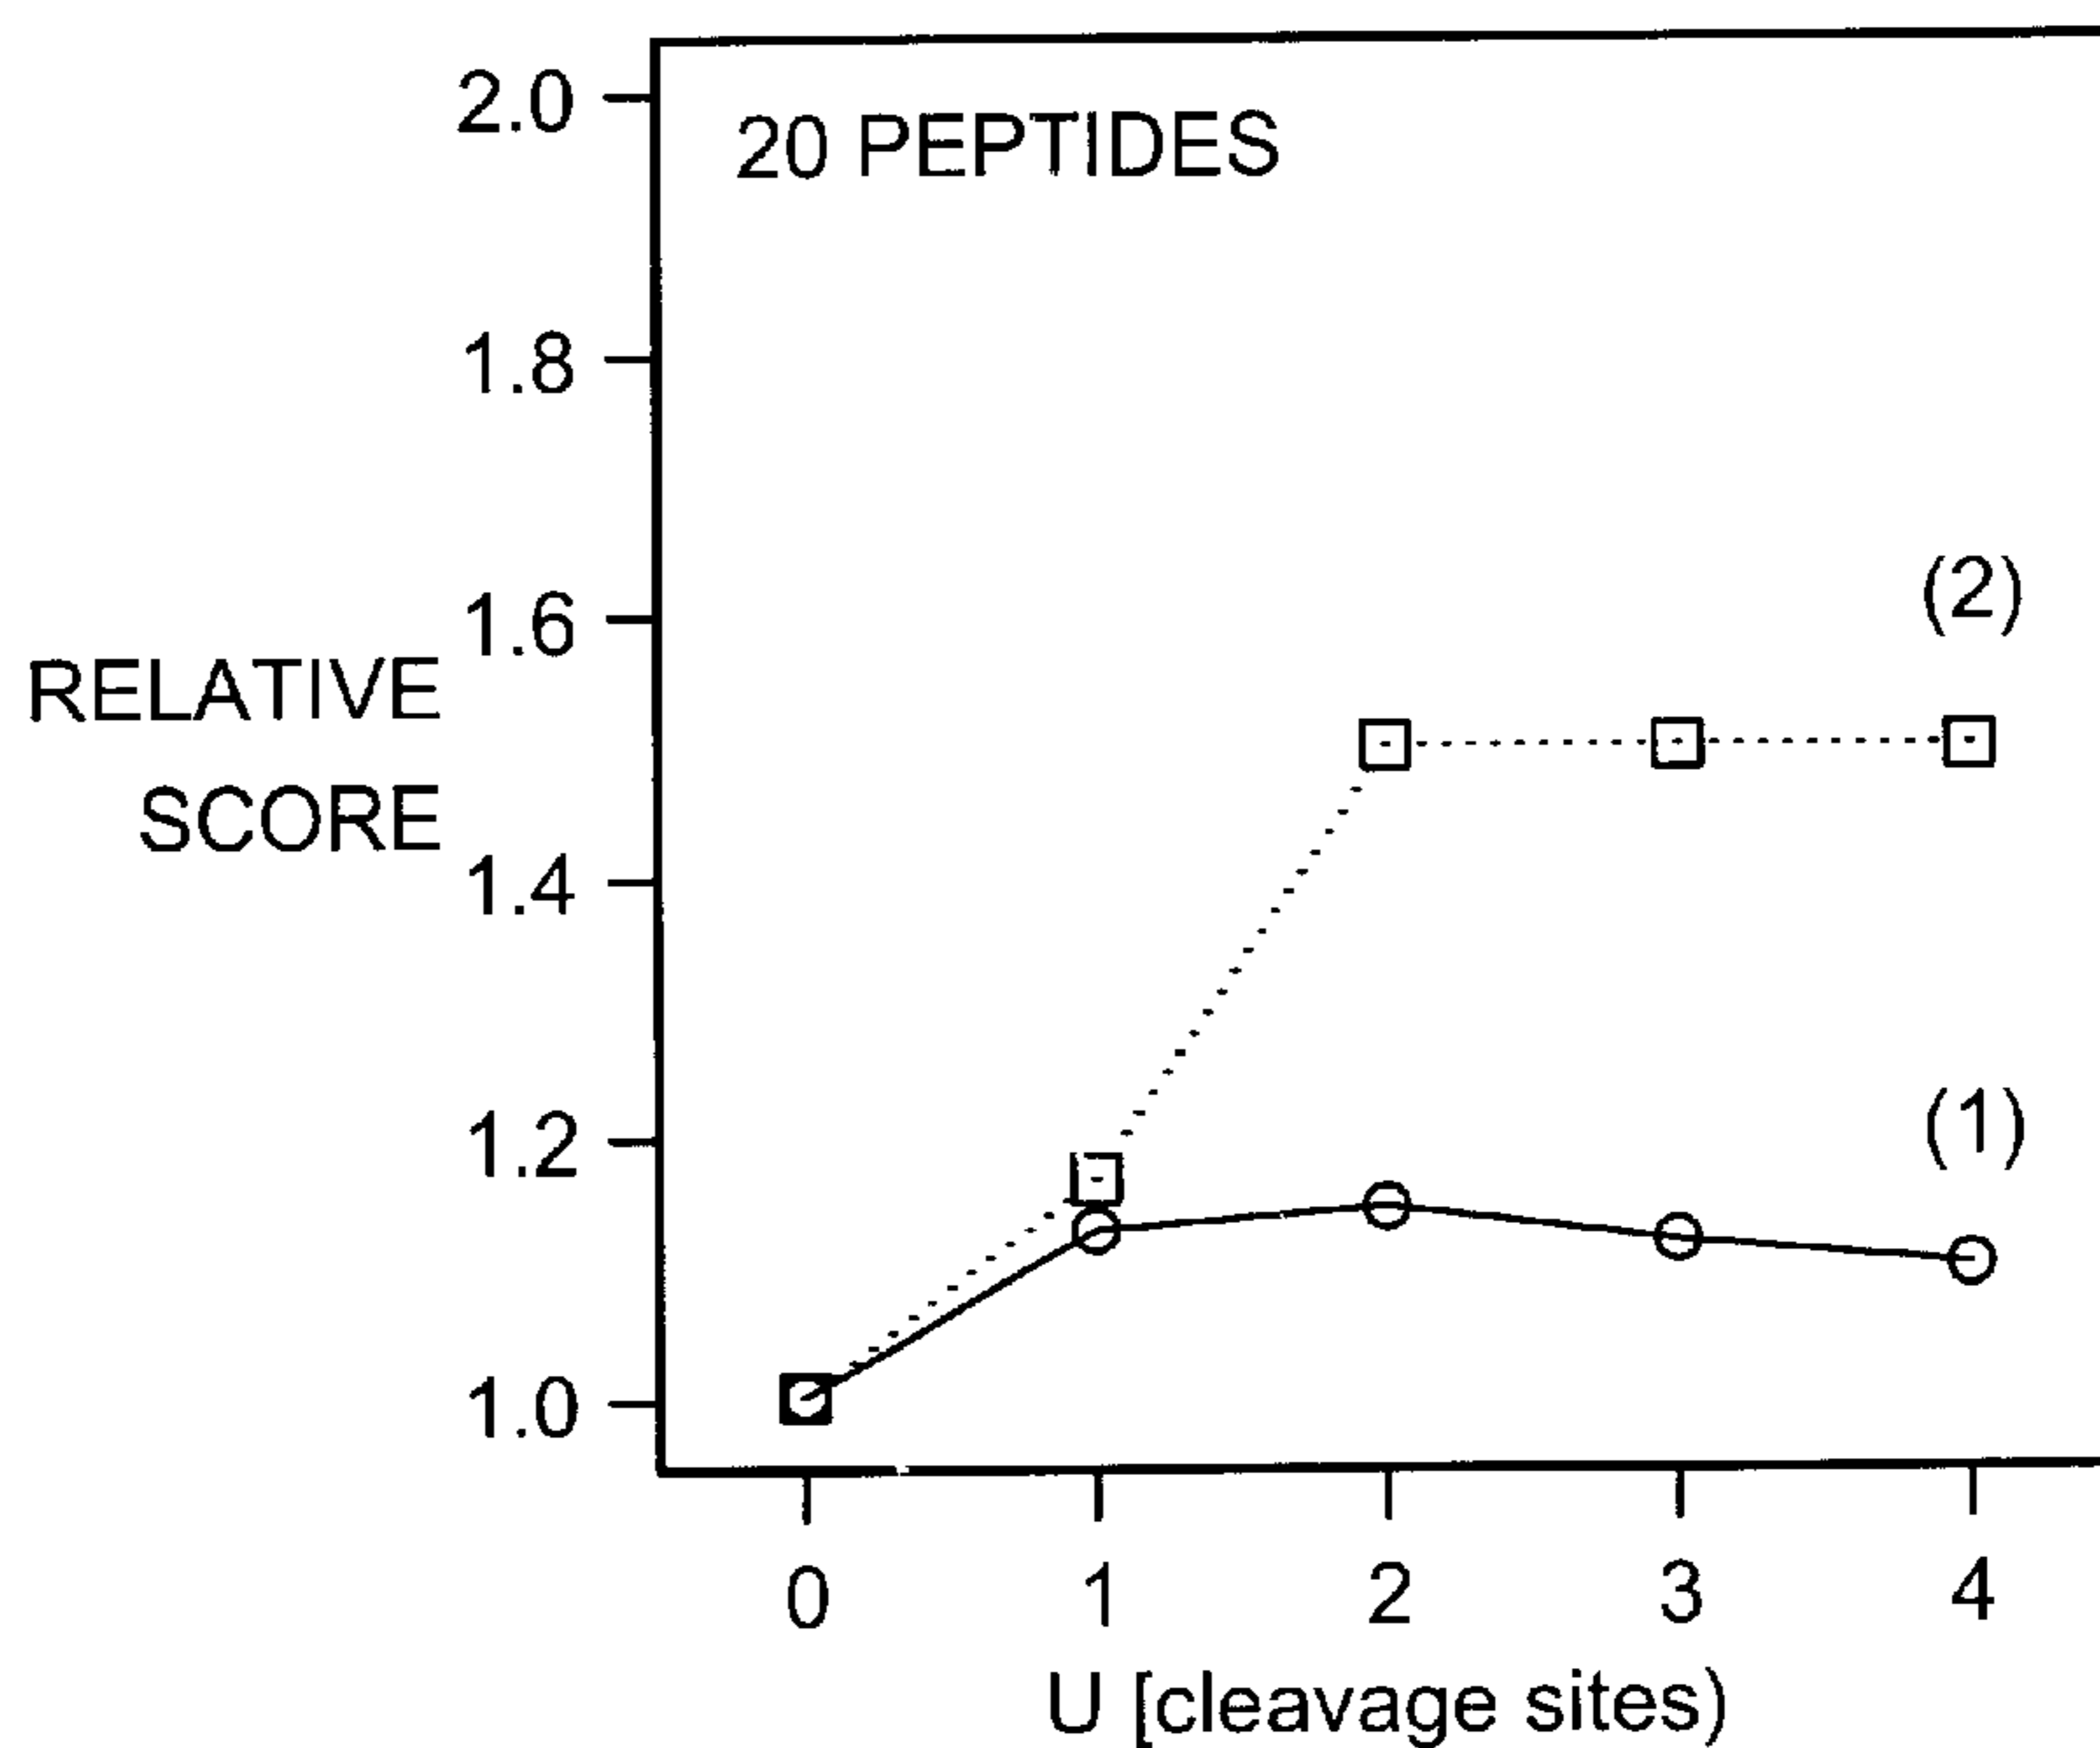 2.0
20 PEPTIDES
1.8
1.6
(2)
RELATIVE
SCORE
1.4
1.2
(1)
1.0
0 1 2 3 4
U [cleavage sites)